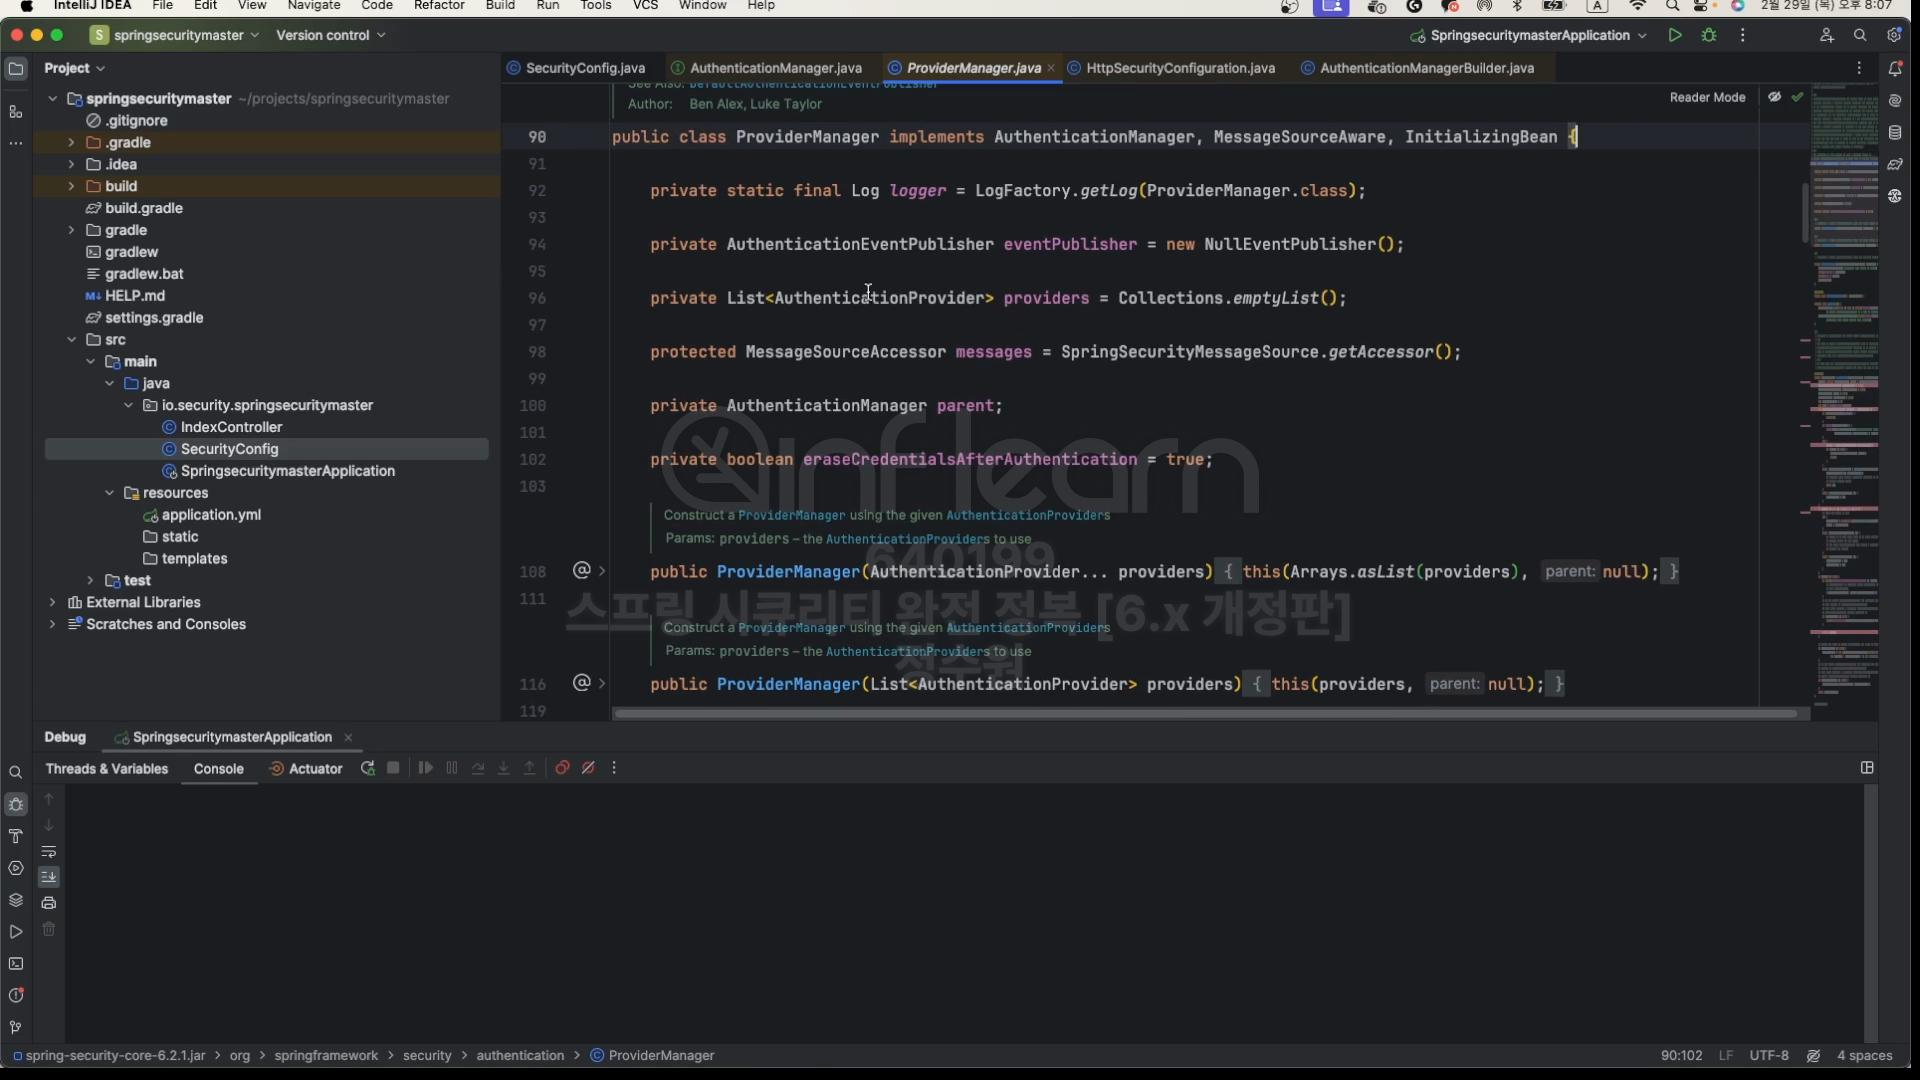 IntelliJ IDEA File Edit View Navigate Code Refactor Build Run Tools VCS Window Help A 2월 29일 (목) 오후 8:07
S springsecuritymaster Version control SpringsecuritymasterApplication
Project
SecurityConfig.java AuthenticationManager.java ProviderManager.java HttpSecurityConfiguration.java AuthenticationManagerBuilder.java
springsecuritymaster ~/projects/springsecuritymaster
.gitignore
.gradle
.idea
build
build.gradle
gradle
gradlew
gradlew.bat
HELP.md
settings.gradle
src
main
java
io.security.springsecuritymaster
IndexController
SecurityConfig
SpringsecuritymasterApplication
resources
application.yml
static
templates
test
External Libraries
Scratches and Consoles
See Also: DefaultAuthenticationEventPublisher
Author: Ben Alex, Luke Taylor
Reader Mode
90 public class ProviderManager implements AuthenticationManager, MessageSourceAware, InitializingBean {
91
92 private static final Log logger = LogFactory.getLog(ProviderManager.class);
93
94 private AuthenticationEventPublisher eventPublisher = new NullEventPublisher();
95
96 private List<AuthenticationProvider> providers = Collections.emptyList();
97
98 protected MessageSourceAccessor messages = SpringSecurityMessageSource.getAccessor();
99
100 private AuthenticationManager parent;
101
102 private boolean eraseCredentialsAfterAuthentication = true;
103
Construct a ProviderManager using the given AuthenticationProviders
Params: providers – the AuthenticationProviders to use
108 @ public ProviderManager(AuthenticationProvider... providers) { this(Arrays.asList(providers), parent: null); }
111
Construct a ProviderManager using the given AuthenticationProviders
Params: providers – the AuthenticationProviders to use
116 @ public ProviderManager(List<AuthenticationProvider> providers) { this(providers, parent: null); }
119
inflearn
640199
스프링 시큐리티 완전 정복 [6.x 개정판]
정수원
Debug SpringsecuritymasterApplication
Threads & Variables Console Actuator
spring-security-core-6.2.1.jar > org > springframework > security > authentication > ProviderManager
90:102 LF UTF-8 4 spaces